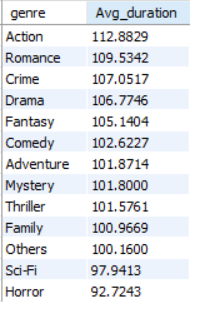 genre Avg_duration
Action 112.8829
Romance 109.5342
Crime 107.0517
Drama 106.7746
Fantasy 105.1404
Comedy 102.6227
Adventure 101.8714
Mystery 101.8000
Thriller 101.5761
Family 100.9669
Others 100.1600
Sci-Fi 97.9413
Horror 92.7243